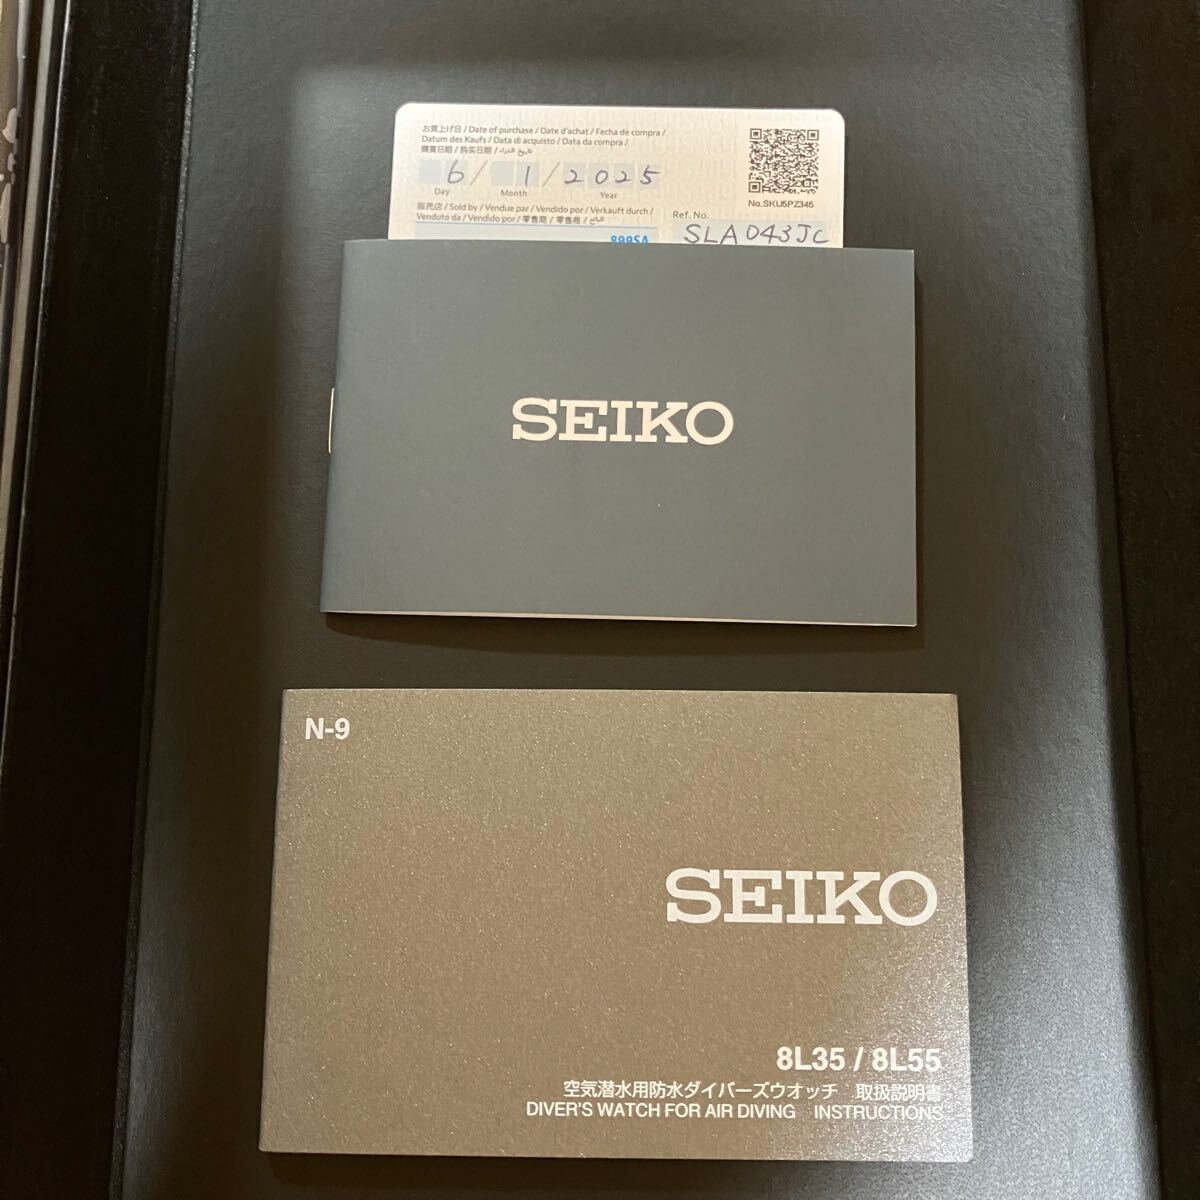 お買上げ日 / Date of purchase / Date d'achat / Fecha de compra /
Datum des Kaufs / Data di acquisto / Data da compra /
購買日期 / 购买日期 / تاريخ الشراء
6 / 1 / 2025
Day Month Year
No.SKU5PZ345
販売店 / Sold by / Vendue par / Vendido por / Verkauft durch /
Venduto da / Vendido por / 零售商 / 零售商 / البائع
Ref. No.
SLA043JC
899SA
SEIKO
N-9
SEIKO
8L35 / 8L55
空気潜水用防水ダイバーズウオッチ 取扱説明書
DIVER'S WATCH FOR AIR DIVING INSTRUCTIONS